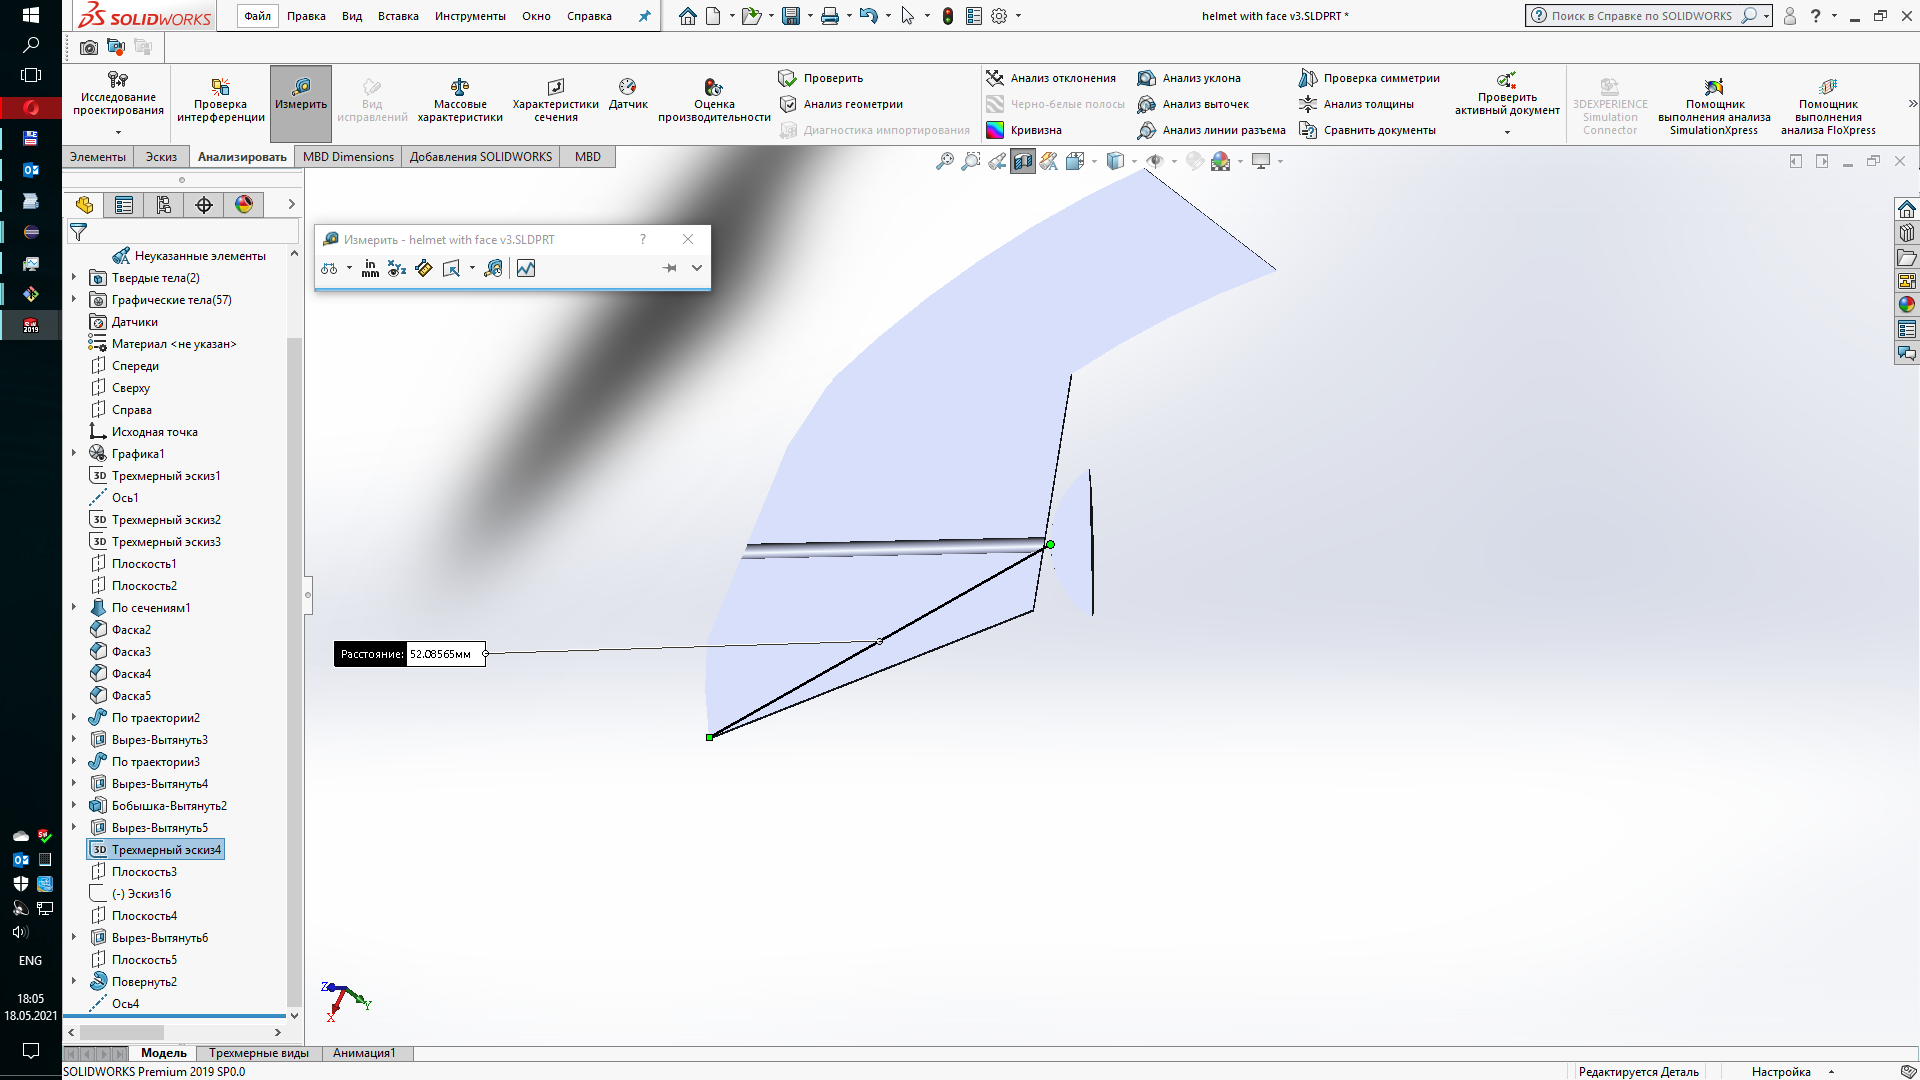 SOLIDWORKS
Файл Правка Вид Вставка Инструменты Окно Справка
helmet with face v3.SLDPRT *
Поиск в Справке по SOLIDWORKS
Исследование проектирования
Проверка интерференции
Измерить
Вид исправлений
Массовые характеристики
Характеристики сечения
Датчик
Оценка производительности
Проверить
Анализ геометрии
Диагностика импортирования
Анализ отклонения
Черно-белые полосы
Кривизна
Анализ уклона
Анализ выточек
Анализ линии разъема
Проверка симметрии
Анализ толщины
Сравнить документы
Проверить активный документ
3DEXPERIENCE Simulation Connector
Помощник выполнения анализа SimulationXpress
Помощник выполнения анализа FloXpress
Элементы Эскиз Анализировать MBD Dimensions Добавления SOLIDWORKS MBD
Измерить - helmet with face v3.SLDPRT
?
in
mm
Неуказанные элементы
Твердые тела(2)
Графические тела(57)
Датчики
Материал <не указан>
Спереди
Сверху
Справа
Исходная точка
Графика1
3D Трехмерный эскиз1
Ось1
3D Трехмерный эскиз2
3D Трехмерный эскиз3
Плоскость1
Плоскость2
По сечениям1
Фаска2
Фаска3
Фаска4
Фаска5
По траектории2
Вырез-Вытянуть3
По траектории3
Вырез-Вытянуть4
Бобышка-Вытянуть2
Вырез-Вытянуть5
3D Трехмерный эскиз4
Плоскость3
(-) Эскиз16
Плоскость4
Вырез-Вытянуть6
Плоскость5
Повернуть2
Ось4
Расстояние: 52.08565мм
Z
Y
X
2019
ENG
18:05
18.05.2021
Модель Трехмерные виды Анимация1
SOLIDWORKS Premium 2019 SP0.0
Редактируется Деталь
Настройка